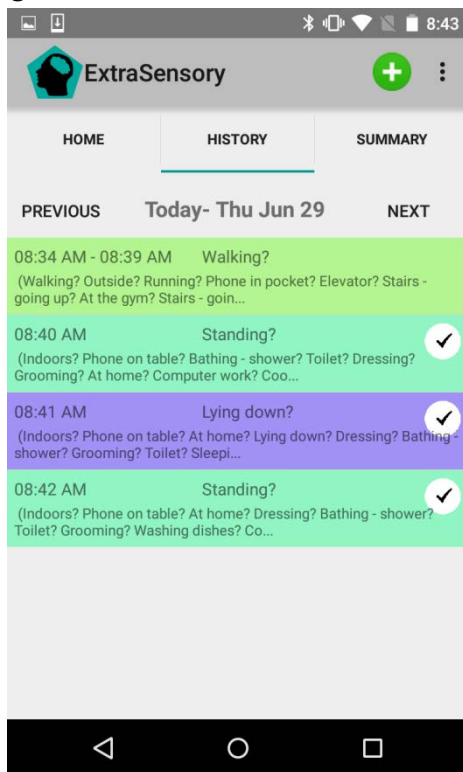 8:43
ExtraSensory
HOME HISTORY SUMMARY
PREVIOUS Today- Thu Jun 29 NEXT
08:34 AM - 08:39 AM Walking?
(Walking? Outside? Running? Phone in pocket? Elevator? Stairs -
going up? At the gym? Stairs - goin...
08:40 AM Standing?
(Indoors? Phone on table? Bathing - shower? Toilet? Dressing?
Grooming? At home? Computer work? Coo...
08:41 AM Lying down?
(Indoors? Phone on table? At home? Lying down? Dressing? Bathing -
shower? Grooming? Toilet? Sleepi...
08:42 AM Standing?
(Indoors? Phone on table? At home? Dressing? Bathing - shower?
Toilet? Grooming? Washing dishes? Co...